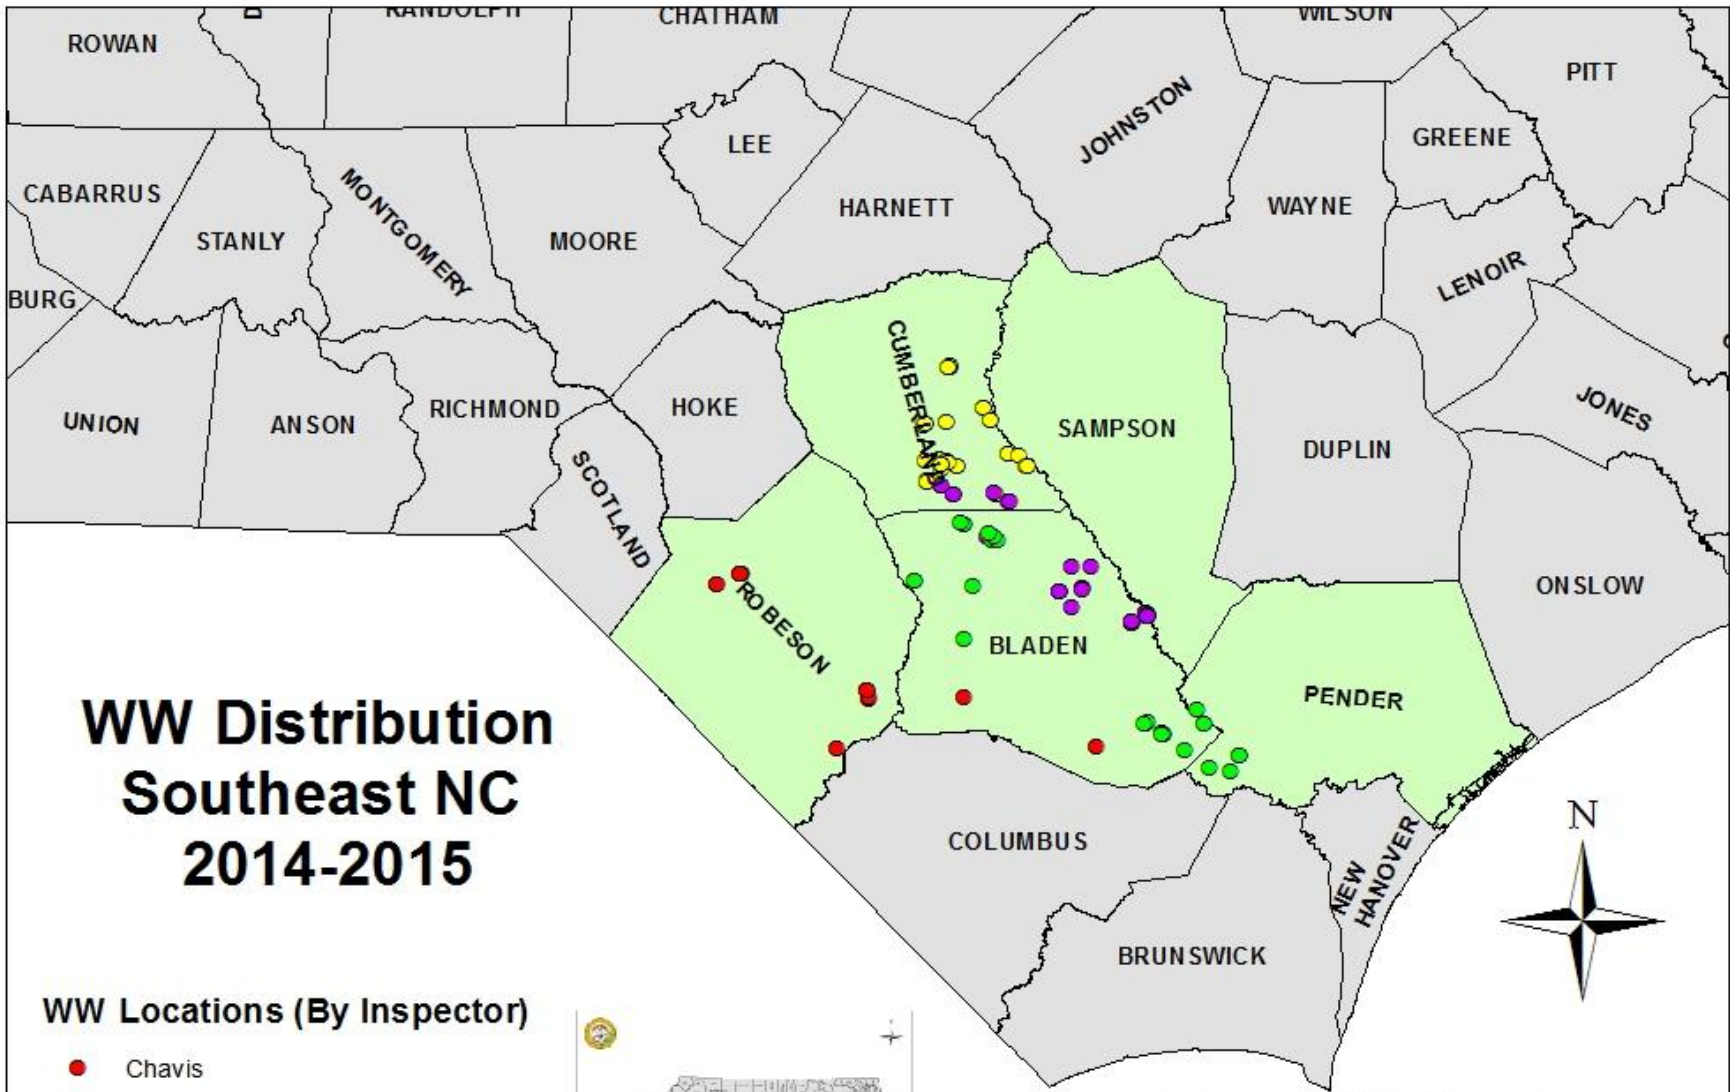 RANDOLPH
CHATHAM
WILSON
ROWAN
PITT
JOHNSTON
LEE
GREENE
CABARRUS
MONTGOMERY
HARNETT
WAYNE
STANLY
MOORE
LENOIR
BURG
CUMBERLAND
UNION
ANSON
RICHMOND
HOKE
SAMPSON
JONES
DUPLIN
SCOTLAND
ONSLOW
ROBESON
BLADEN
PENDER
WW Distribution
Southeast NC
2014-2015
COLUMBUS
NEW
HANOVER
N
BRUNSWICK
WW Locations (By Inspector)
Chavis